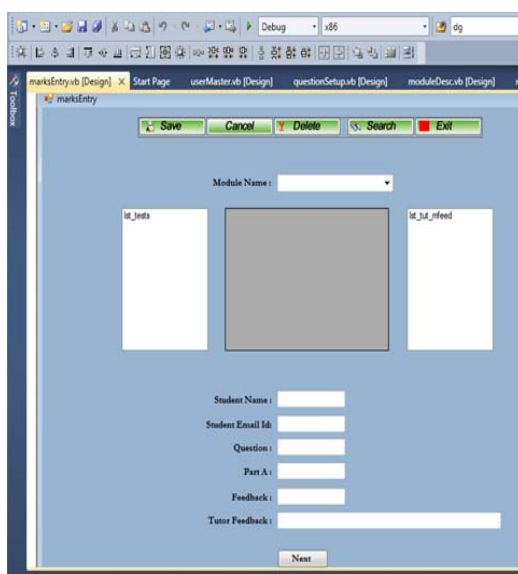 Debug x86 dg
marksEntry.vb [Design] × Start Page userMaster.vb [Design] questionSetup.vb [Design] moduleDesc.vb [Design]
Toolbox
marksEntry
Save Cancel Delete Search Exit
Module Name :
lst_tests
lst_tut_mfeed
Student Name :
Student Email Id:
Question :
Part A :
Feedback :
Tutor Feedback :
Next